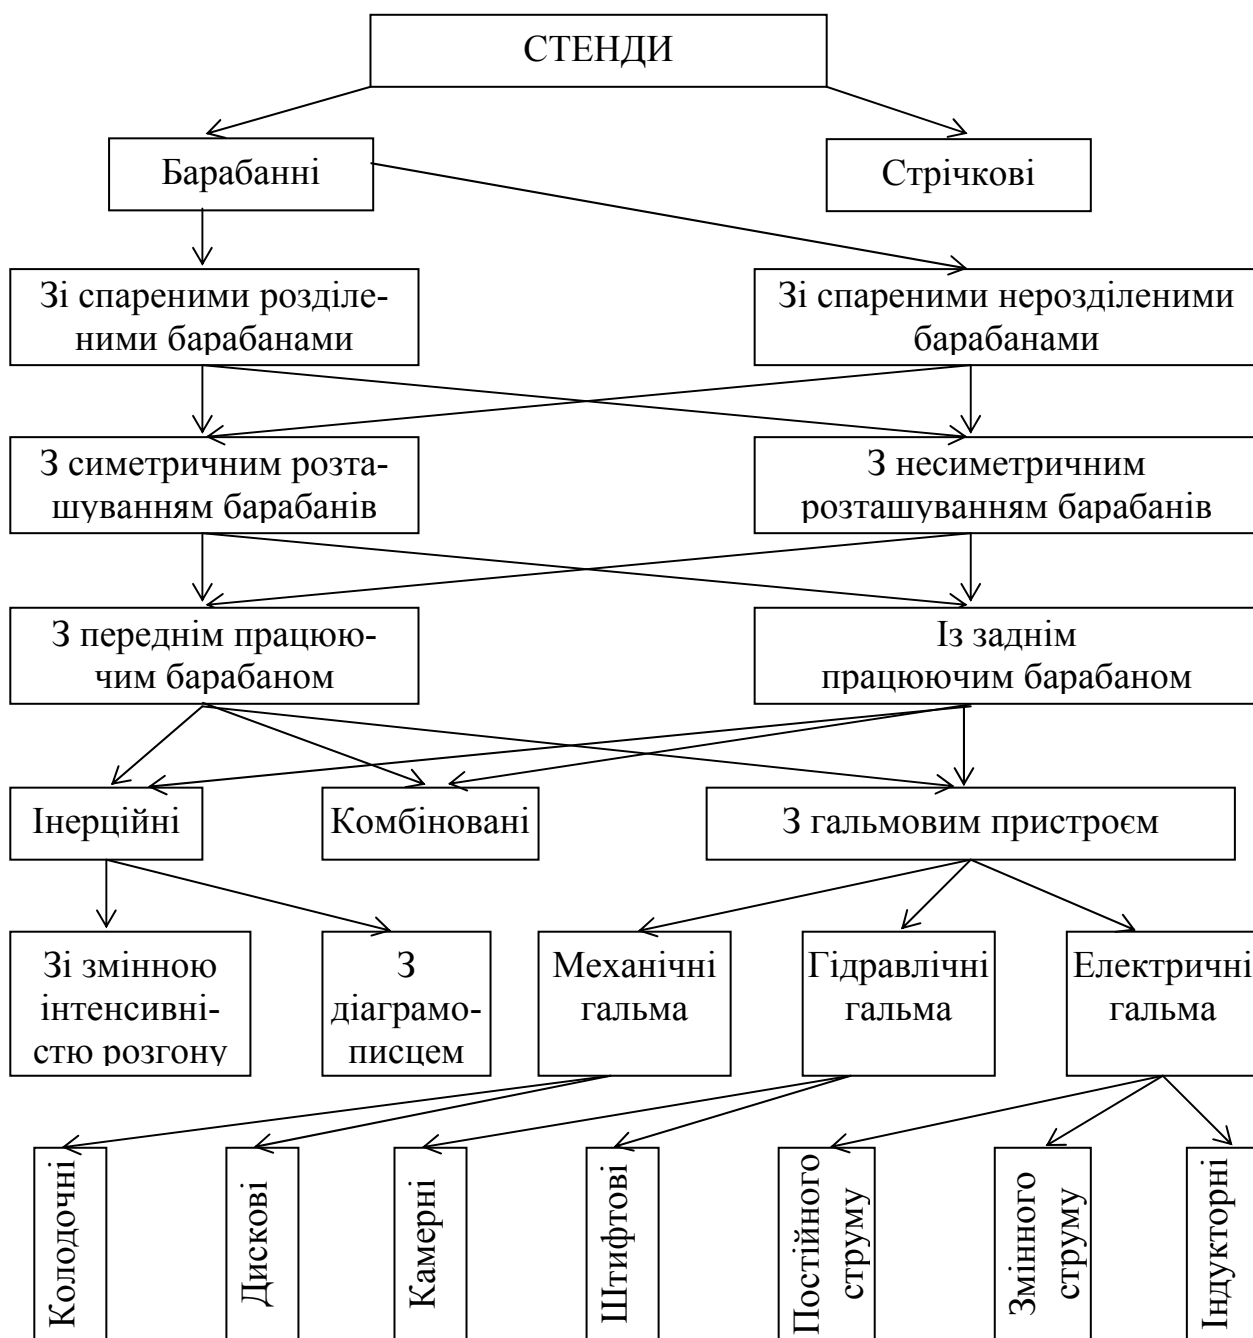 СТЕНДИ
Барабанні
Стрічкові
Зі спареними розділе-
ними барабанами
Зі спареними нерозділеними
барабанами
З симетричним розта-
шуванням барабанів
З несиметричним
розташуванням барабанів
З переднім працюю-
чим барабаном
Із заднім
працюючим барабаном
Інерційні
Комбіновані
З гальмовим пристроєм
Зі змінною
інтенсивні-
стю розгону
З
діаграмо-
писцем
Механічні
гальма
Гідравлічні
гальма
Електричні
гальма
Колодочні
Дискові
Камерні
Штифтові
Постійного
струму
Змінного
струму
Індукторні